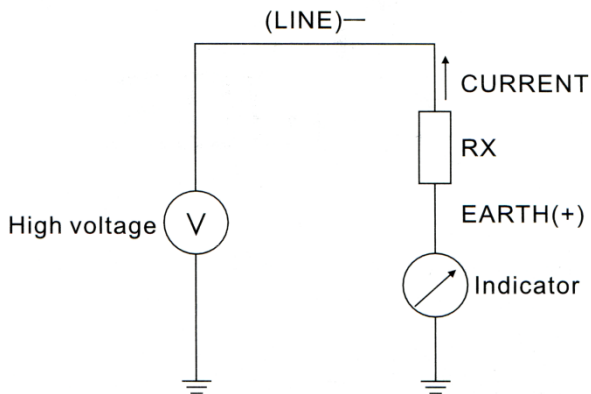 (LINE)—
CURRENT
RX
EARTH(+)
High voltage
V
Indicator